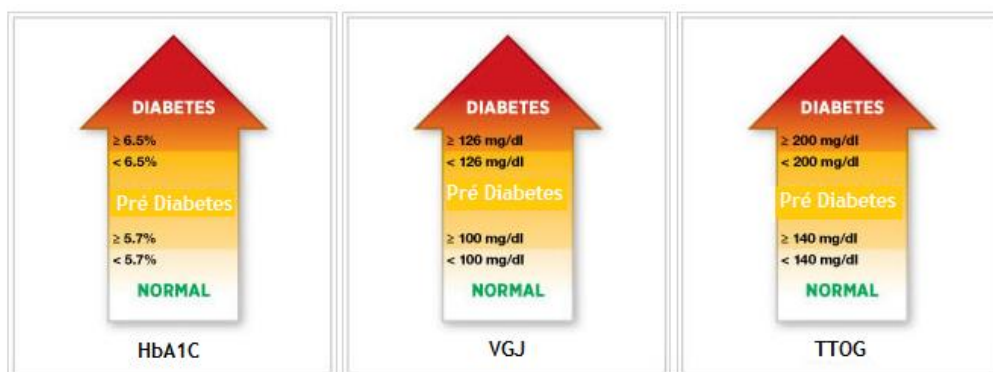 DIABETES
≥ 6.5%
< 6.5%
Pré Diabetes
≥ 5.7%
< 5.7%
NORMAL
HbA1C
DIABETES
≥ 126 mg/dl
< 126 mg/dl
Pré Diabetes
≥ 100 mg/dl
< 100 mg/dl
NORMAL
VGJ
DIABETES
≥ 200 mg/dl
< 200 mg/dl
Pré Diabetes
≥ 140 mg/dl
< 140 mg/dl
NORMAL
TTOG